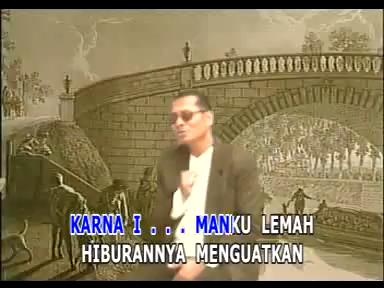 KARNA I . . . MANKU LEMAH
HIBURANNYA MENGUATKAN